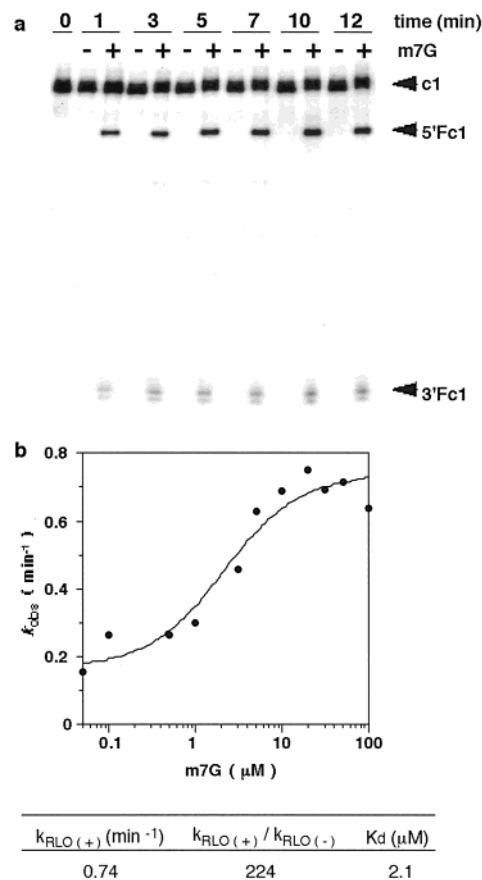 a
0 1 3 5 7 10 12 time (min)
- + - + - + - + - + - + m7G
c1
5'Fc1
3'Fc1
b
0.8
0.6
0.4
0.2
0
kobs ( min-1 )
0.1 1 10 100
m7G ( μM )
kRLO ( + ) (min -1) kRLO ( + ) / kRLO ( - ) Kd (μM)
0.74 224 2.1